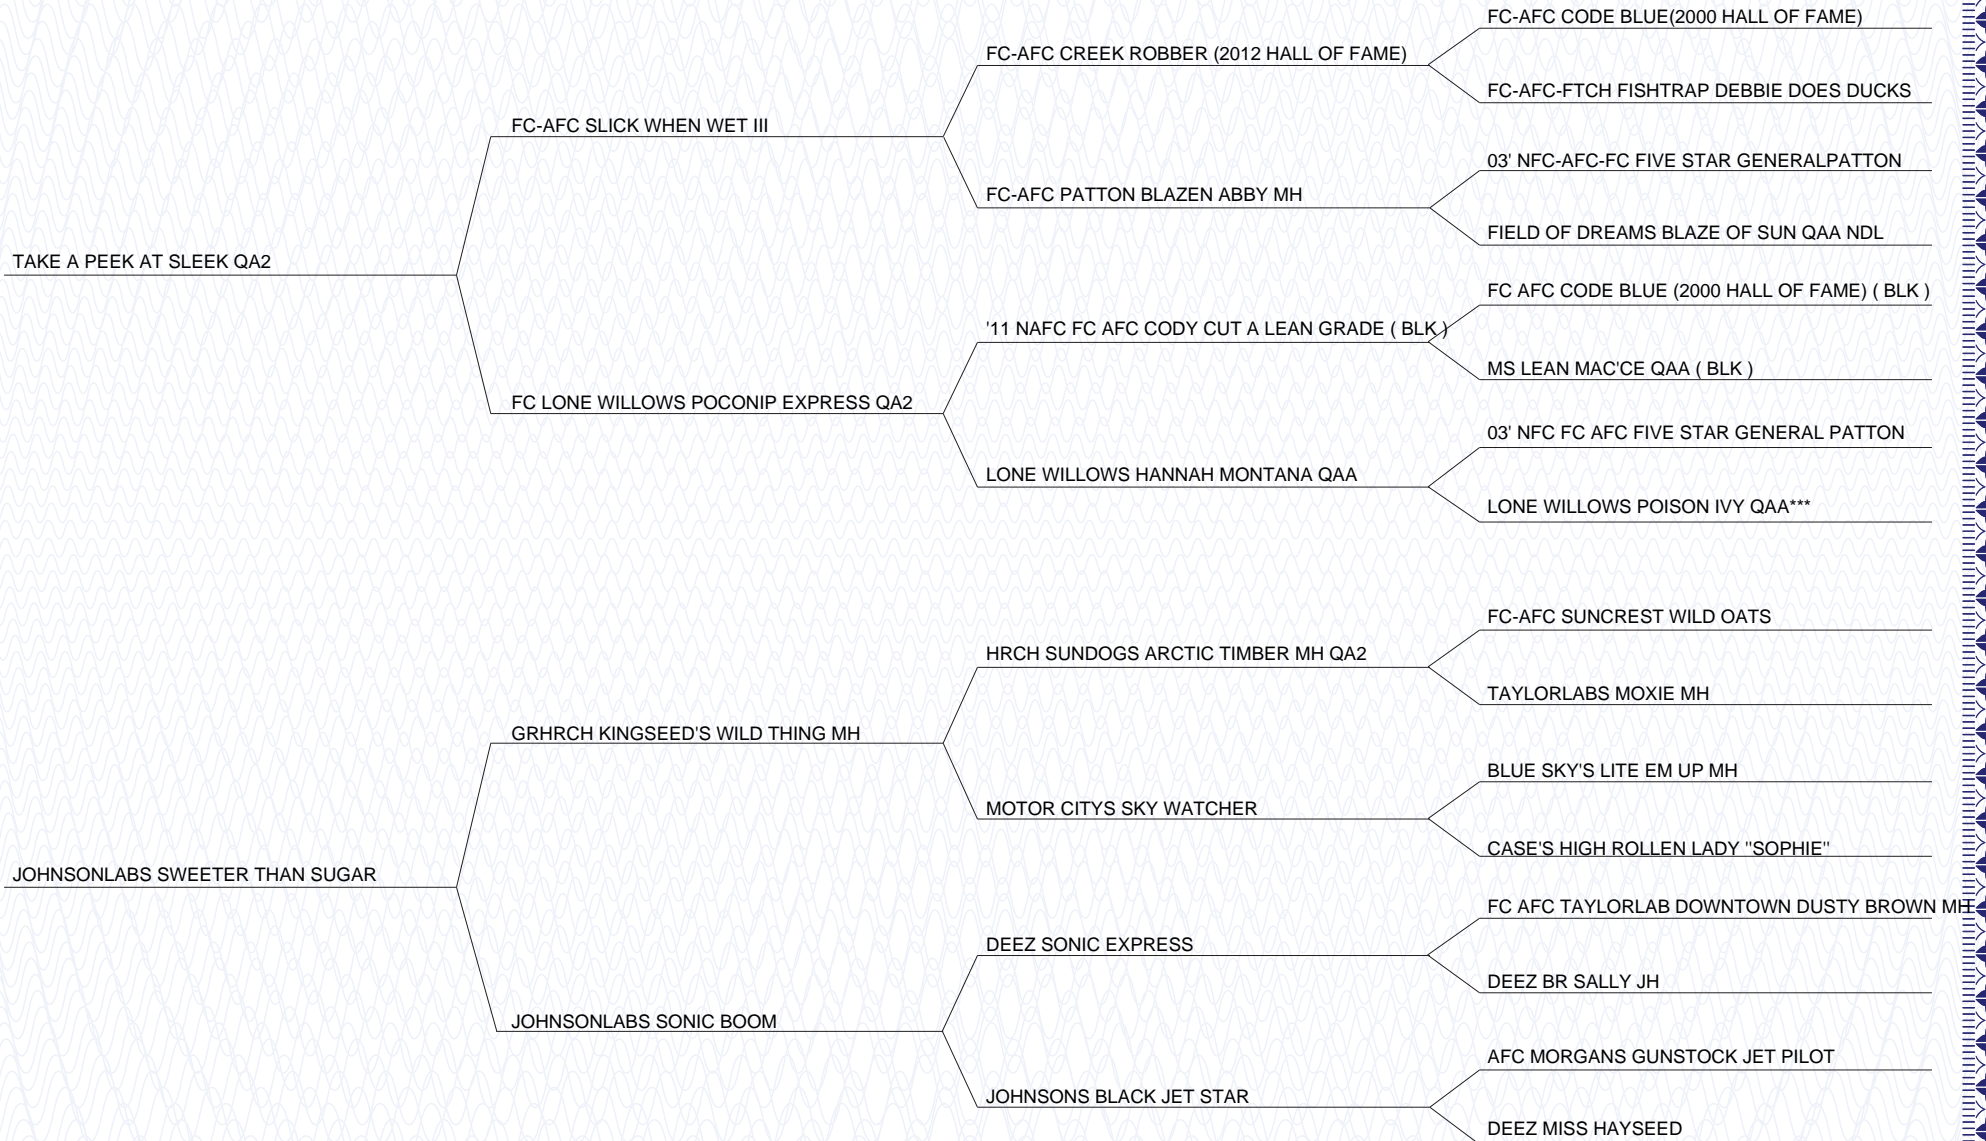 FC-AFC CODE BLUE(2000 HALL OF FAME)
FC-AFC CREEK ROBBER (2012 HALL OF FAME)
FC-AFC-FTCH FISHTRAP DEBBIE DOES DUCKS
FC-AFC SLICK WHEN WET III
03' NFC-AFC-FC FIVE STAR GENERALPATTON
FC-AFC PATTON BLAZEN ABBY MH
FIELD OF DREAMS BLAZE OF SUN QAA NDL
TAKE A PEEK AT SLEEK QA2
FC AFC CODE BLUE (2000 HALL OF FAME) ( BLK )
'11 NAFC FC AFC CODY CUT A LEAN GRADE ( BLK )
MS LEAN MAC'CE QAA ( BLK )
FC LONE WILLOWS POCONIP EXPRESS QA2
03' NFC FC AFC FIVE STAR GENERAL PATTON
LONE WILLOWS HANNAH MONTANA QAA
LONE WILLOWS POISON IVY QAA***
FC-AFC SUNCREST WILD OATS
HRCH SUNDOGS ARCTIC TIMBER MH QA2
TAYLORLABS MOXIE MH
GRHRCH KINGSEED'S WILD THING MH
BLUE SKY'S LITE EM UP MH
MOTOR CITYS SKY WATCHER
CASE'S HIGH ROLLEN LADY "SOPHIE"
JOHNSONLABS SWEETER THAN SUGAR
FC AFC TAYLORLAB DOWNTOWN DUSTY BROWN MH
DEEZ SONIC EXPRESS
DEEZ BR SALLY JH
JOHNSONLABS SONIC BOOM
AFC MORGANS GUNSTOCK JET PILOT
JOHNSONS BLACK JET STAR
DEEZ MISS HAYSEED